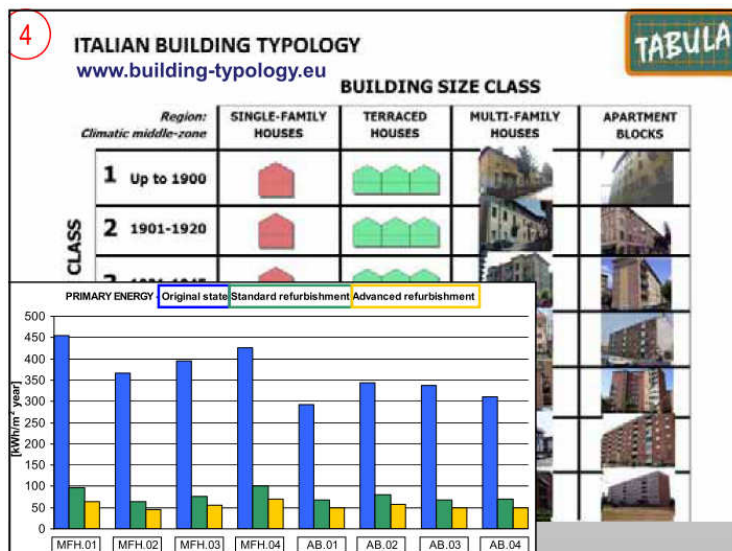 4
ITALIAN BUILDING TYPOLOGY
www.building-typology.eu
TABULA
BUILDING SIZE CLASS
Region:
Climatic middle-zone
SINGLE-FAMILY
HOUSES
TERRACED
HOUSES
MULTI-FAMILY
HOUSES
APARTMENT
BLOCKS
CLASS
1 Up to 1900
2 1901-1920
PRIMARY ENERGY - Original state Standard refurbishment Advanced refurbishment
[kWh/m² year]
500
450
400
350
300
250
200
150
100
50
0
MFH.01 MFH.02 MFH.03 MFH.04 AB.01 AB.02 AB.03 AB.04